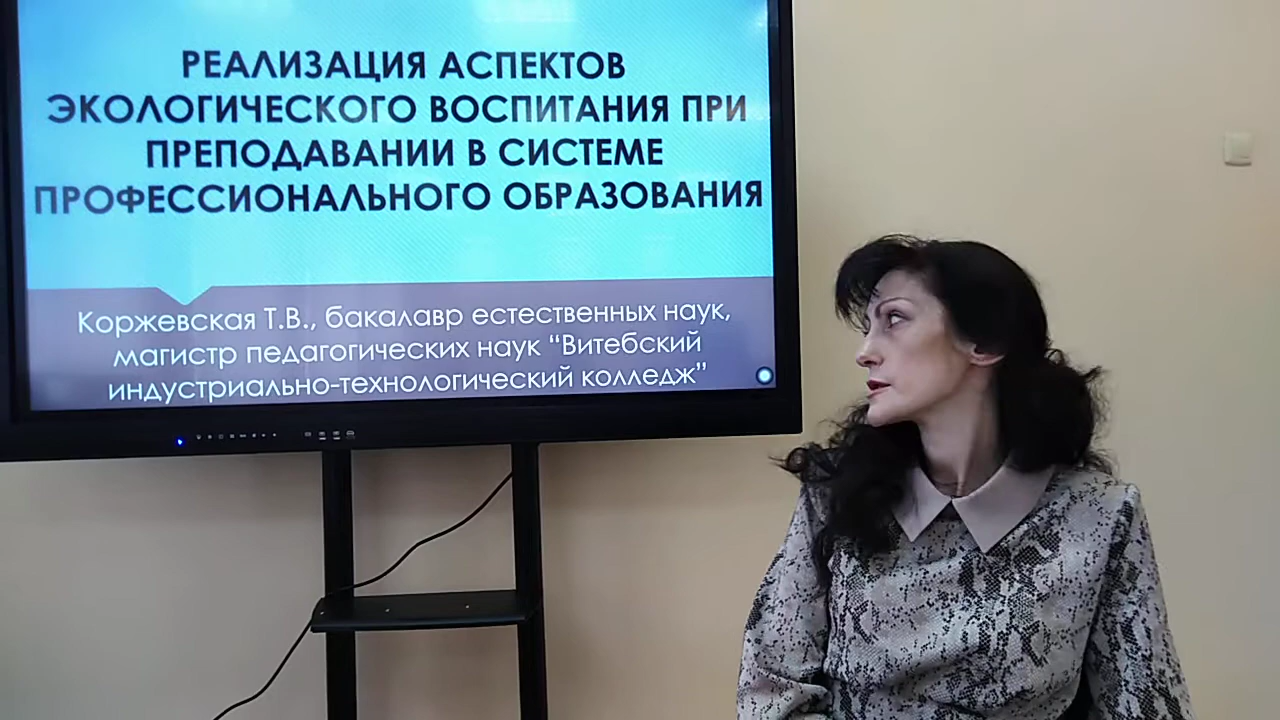 РЕАЛИЗАЦИЯ АСПЕКТОВ
ЭКОЛОГИЧЕСКОГО ВОСПИТАНИЯ ПРИ
ПРЕПОДАВАНИИ В СИСТЕМЕ
ПРОФЕССИОНАЛЬНОГО ОБРАЗОВАНИЯ
Коржевская Т.В., бакалавр естественных наук,
магистр педагогических наук “Витебский
индустриально-технологический колледж”